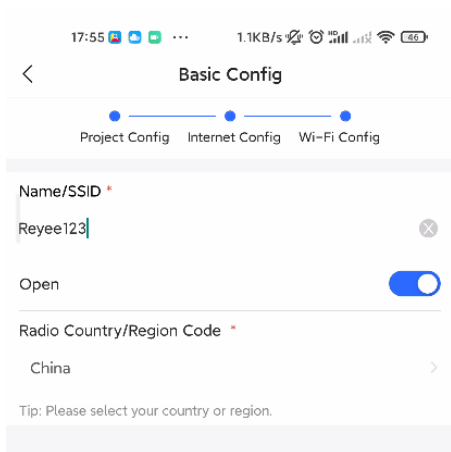 17:55 ··· 1.1KB/s HD 46
Basic Config
Project Config Internet Config Wi-Fi Config
Name/SSID *
Reyee123
Open
Radio Country/Region Code *
China
Tip: Please select your country or region.